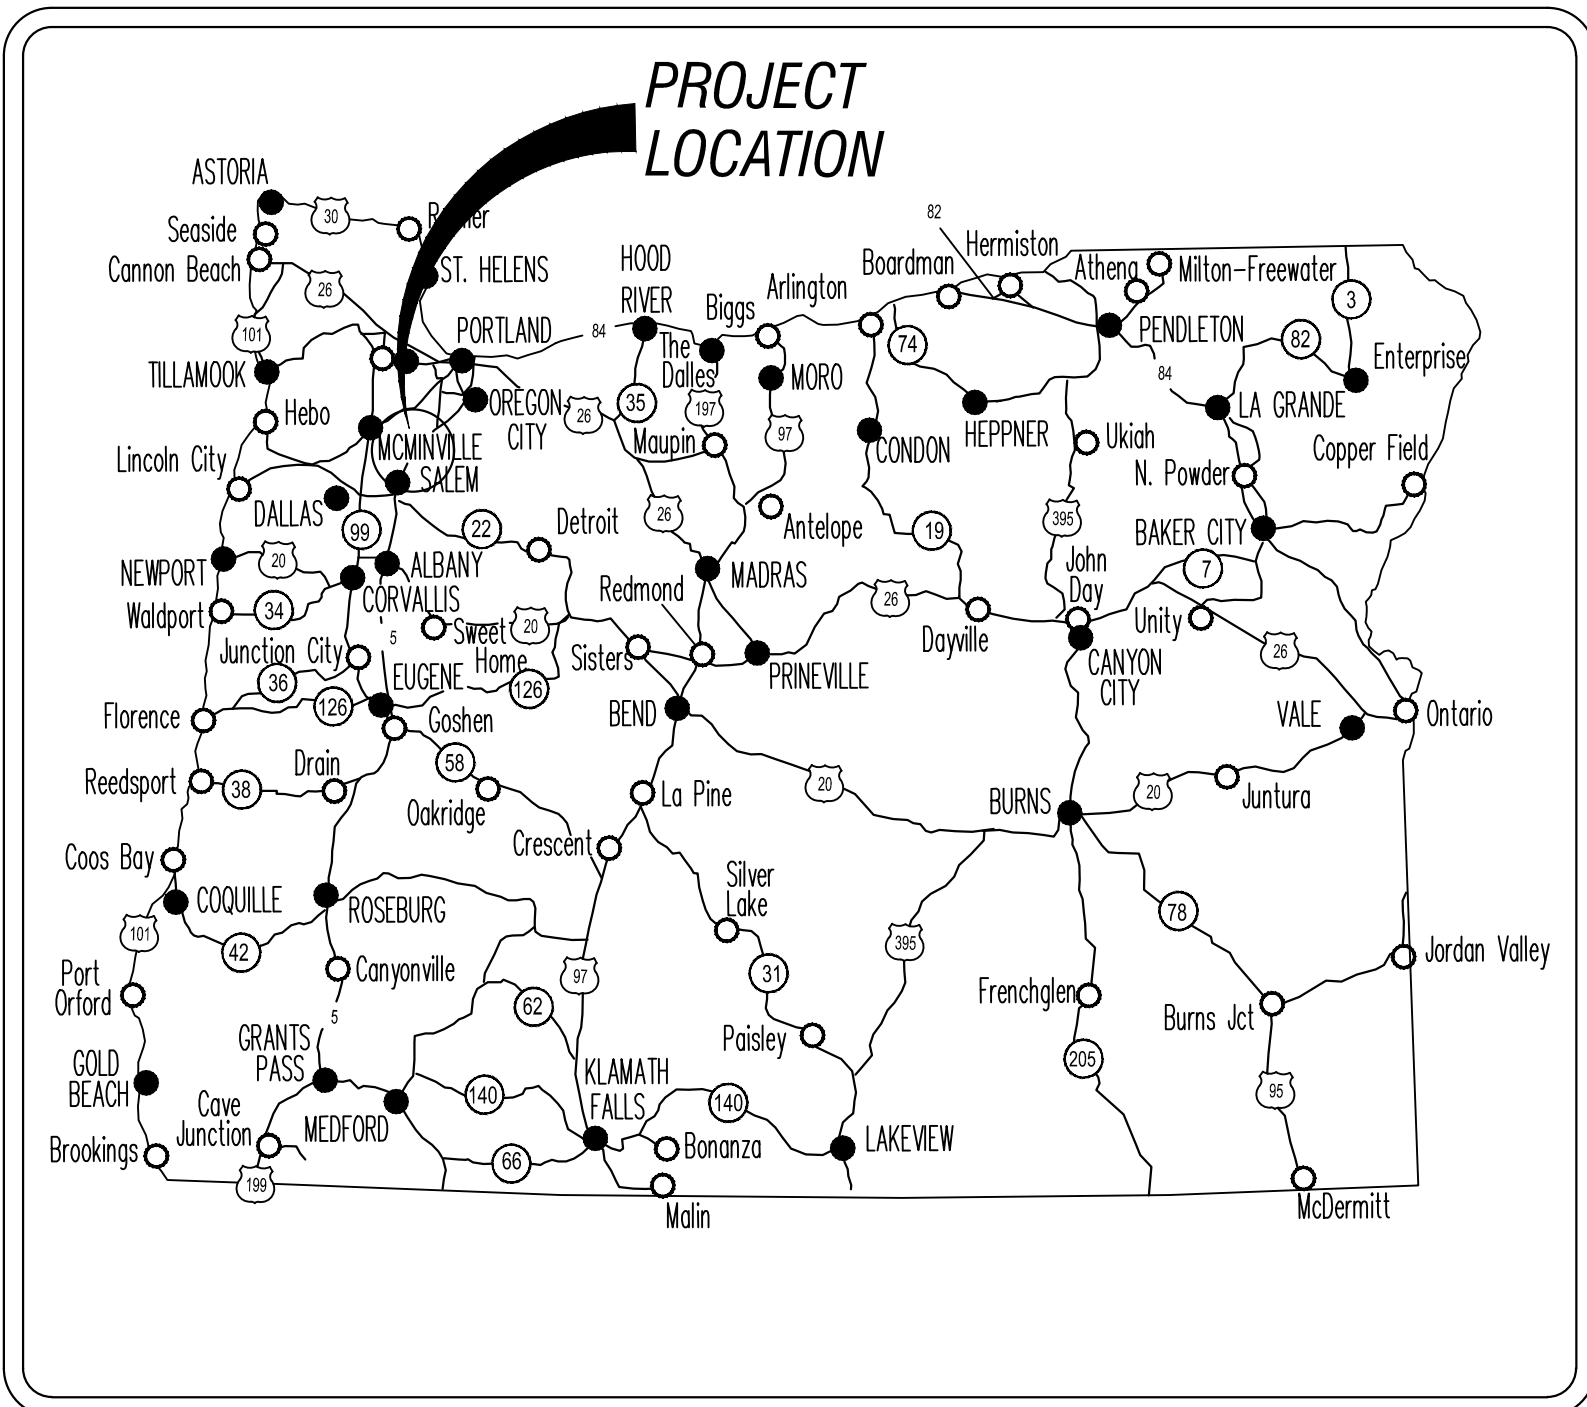 PROJECT
LOCATION
ASTORIA
30
82
Seaside
Cannon Beach
ST. HELENS
HOOD
RIVER
Boardman
Hermiston
Athena
Milton-Freewater
26
Biggs
Arlington
3
101
PORTLAND
84
The
Dalles
74
PENDLETON
82
Enterprise
TILLAMOOK
MORO
84
Hebo
OREGON
CITY
26
35
197
97
HEPPNER
LA GRANDE
Lincoln City
MCMINVILLE
SALEM
Maupin
CONDON
Ukiah
N. Powder
Copper Field
DALLAS
99
22
Detroit
26
Antelope
19
395
BAKER CITY
NEWPORT
20
ALBANY
MADRAS
John
Day
7
Waldport
34
CORVALLIS
Redmond
26
Dayville
Unity
Junction City
5
Sweet
Home
20
Sisters
PRINEVILLE
CANYON
CITY
26
36
EUGENE
126
Florence
126
Goshen
BEND
VALE
Ontario
Reedsport
38
Drain
58
Oakridge
La Pine
20
BURNS
20
Juntura
Coos Bay
Crescent
COQUILLE
ROSEBURG
Silver
Lake
78
101
42
395
Port
Orford
Canyonville
97
31
Jordan Valley
62
Frenchglen
Burns Jct
5
GOLD
BEACH
GRANTS
PASS
Paisley
205
KLAMATH
FALLS
Cave
Junction
MEDFORD
140
140
95
Brookings
66
Bonanza
LAKEVIEW
199
Malin
McDermitt